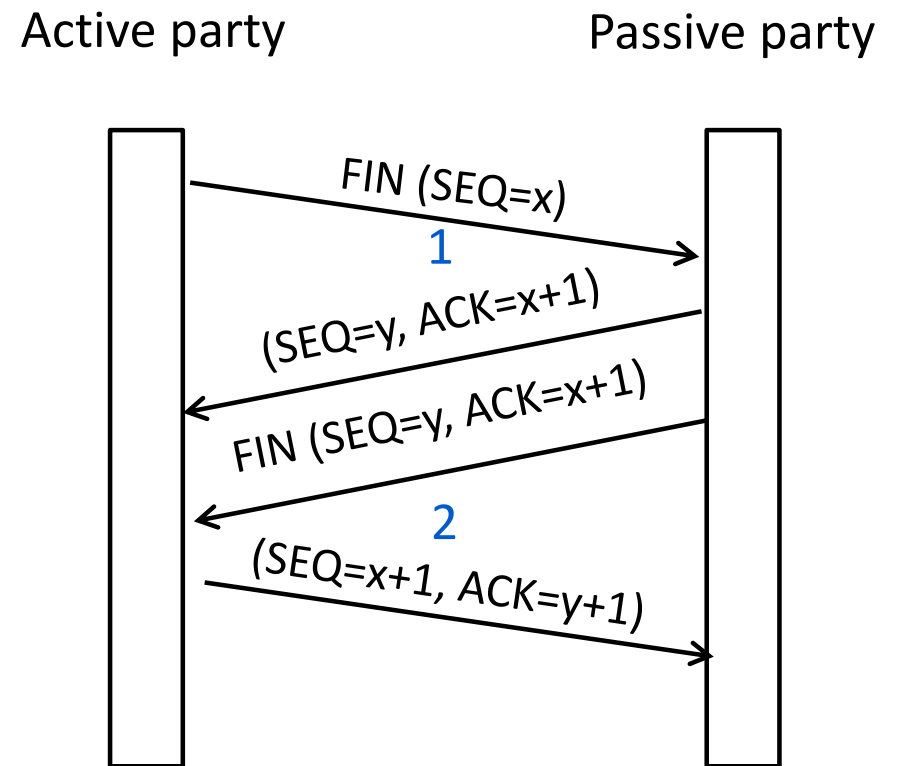 Active party
Passive party
FIN (SEQ=x)
1
(SEQ=y, ACK=x+1)
FIN (SEQ=y, ACK=x+1)
2
(SEQ=x+1, ACK=y+1)